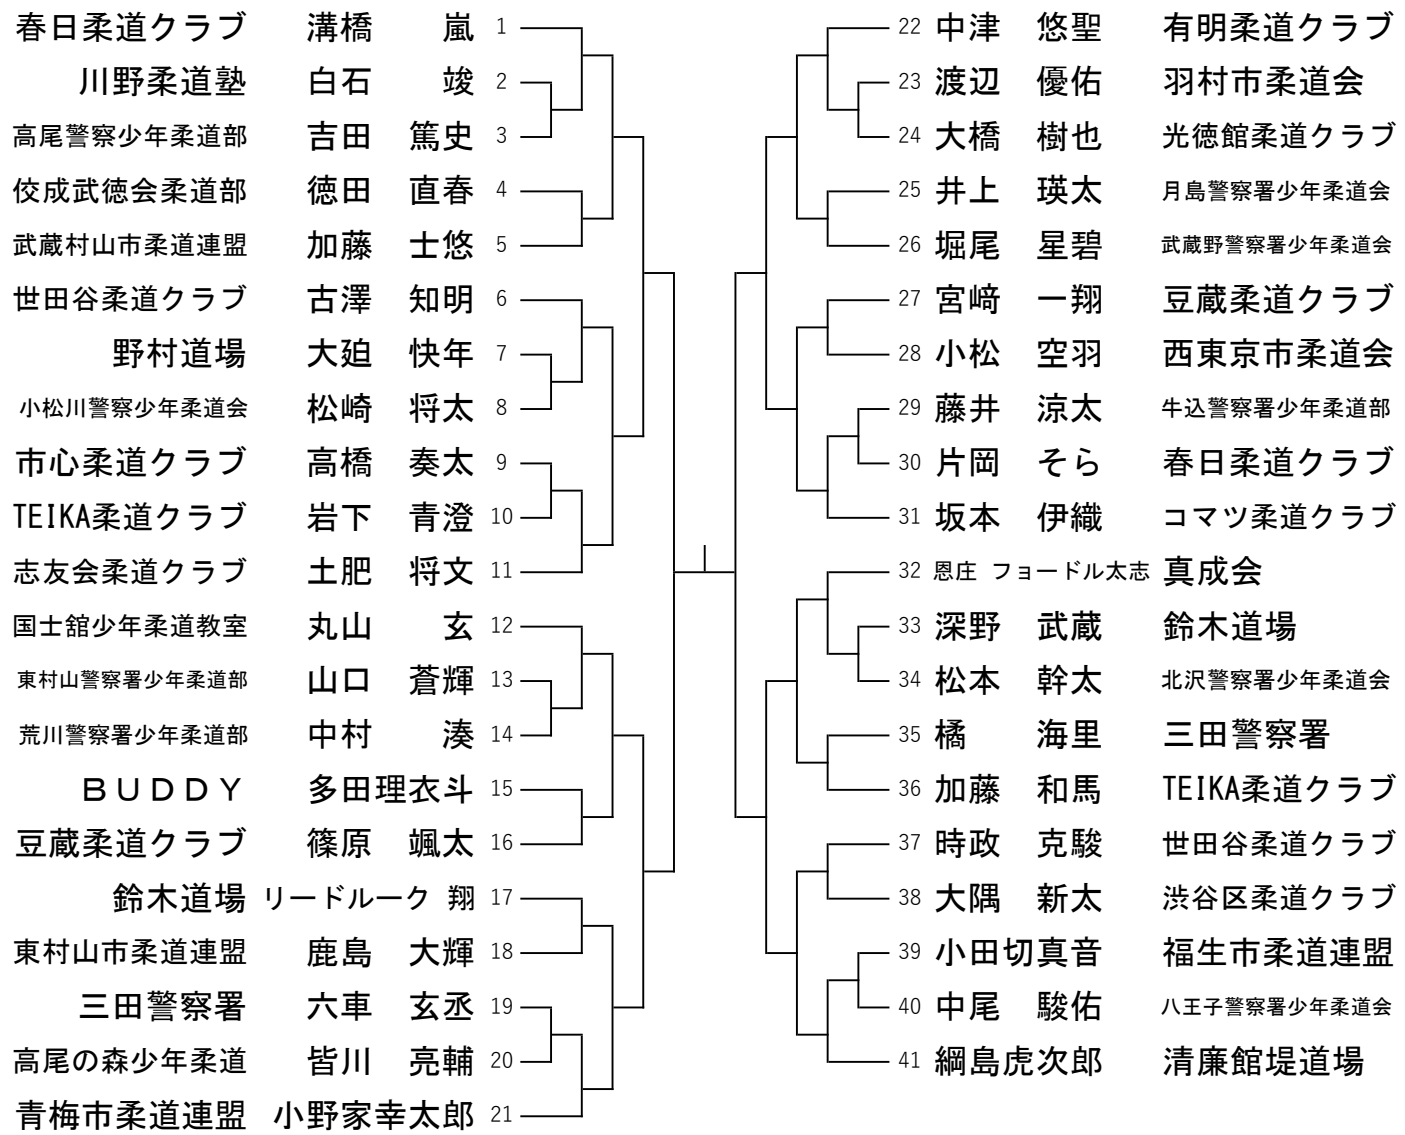 春日柔道クラブ 溝橋 嵐 1
川野柔道塾 白石 竣 2
高尾警察少年柔道部 吉田 篤史 3
佼成武徳会柔道部 徳田 直春 4
武蔵村山市柔道連盟 加藤 士悠 5
世田谷柔道クラブ 古澤 知明 6
野村道場 大廹 快年 7
小松川警察少年柔道会 松崎 将太 8
市心柔道クラブ 高橋 奏太 9
TEIKA柔道クラブ 岩下 青澄 10
志友会柔道クラブ 土肥 将文 11
国士舘少年柔道教室 丸山 玄 12
東村山警察署少年柔道部 山口 蒼輝 13
荒川警察署少年柔道部 中村 湊 14
ＢＵＤＤＹ 多田理衣斗 15
豆蔵柔道クラブ 篠原 颯太 16
鈴木道場 リードルーク 翔 17
東村山市柔道連盟 鹿島 大輝 18
三田警察署 六車 玄丞 19
高尾の森少年柔道 皆川 亮輔 20
青梅市柔道連盟 小野家幸太郎 21
22 中津 悠聖 有明柔道クラブ
23 渡辺 優佑 羽村市柔道会
24 大橋 樹也 光徳館柔道クラブ
25 井上 瑛太 月島警察署少年柔道会
26 堀尾 星碧 武蔵野警察署少年柔道会
27 宮﨑 一翔 豆蔵柔道クラブ
28 小松 空羽 西東京市柔道会
29 藤井 涼太 牛込警察署少年柔道部
30 片岡 そら 春日柔道クラブ
31 坂本 伊織 コマツ柔道クラブ
32 恩庄 フョードル太志 真成会
33 深野 武蔵 鈴木道場
34 松本 幹太 北沢警察署少年柔道会
35 橘 海里 三田警察署
36 加藤 和馬 TEIKA柔道クラブ
37 時政 克駿 世田谷柔道クラブ
38 大隅 新太 渋谷区柔道クラブ
39 小田切真音 福生市柔道連盟
40 中尾 駿佑 八王子警察署少年柔道会
41 綱島虎次郎 清廉館堤道場